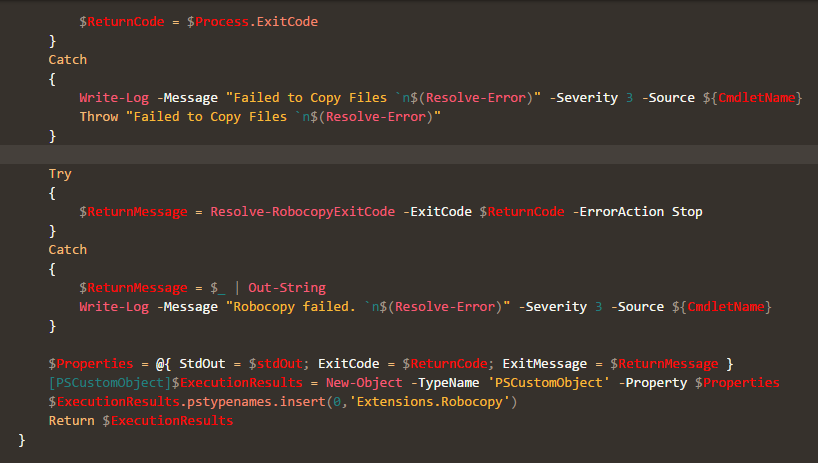 $ReturnCode = $Process.ExitCode
}
Catch
{
Write-Log -Message "Failed to Copy Files `n$(Resolve-Error)" -Severity 3 -Source ${CmdletName}
Throw "Failed to Copy Files `n$(Resolve-Error)"
}
Try
{
$ReturnMessage = Resolve-RobocopyExitCode -ExitCode $ReturnCode -ErrorAction Stop
}
Catch
{
$ReturnMessage = $_ | Out-String
Write-Log -Message "Robocopy failed. `n$(Resolve-Error)" -Severity 3 -Source ${CmdletName}
}
$Properties = @{ StdOut = $stdOut; ExitCode = $ReturnCode; ExitMessage = $ReturnMessage }
[PSCustomObject]$ExecutionResults = New-Object -TypeName 'PSCustomObject' -Property $Properties
$ExecutionResults.pstypenames.insert(0,'Extensions.Robocopy')
Return $ExecutionResults
}